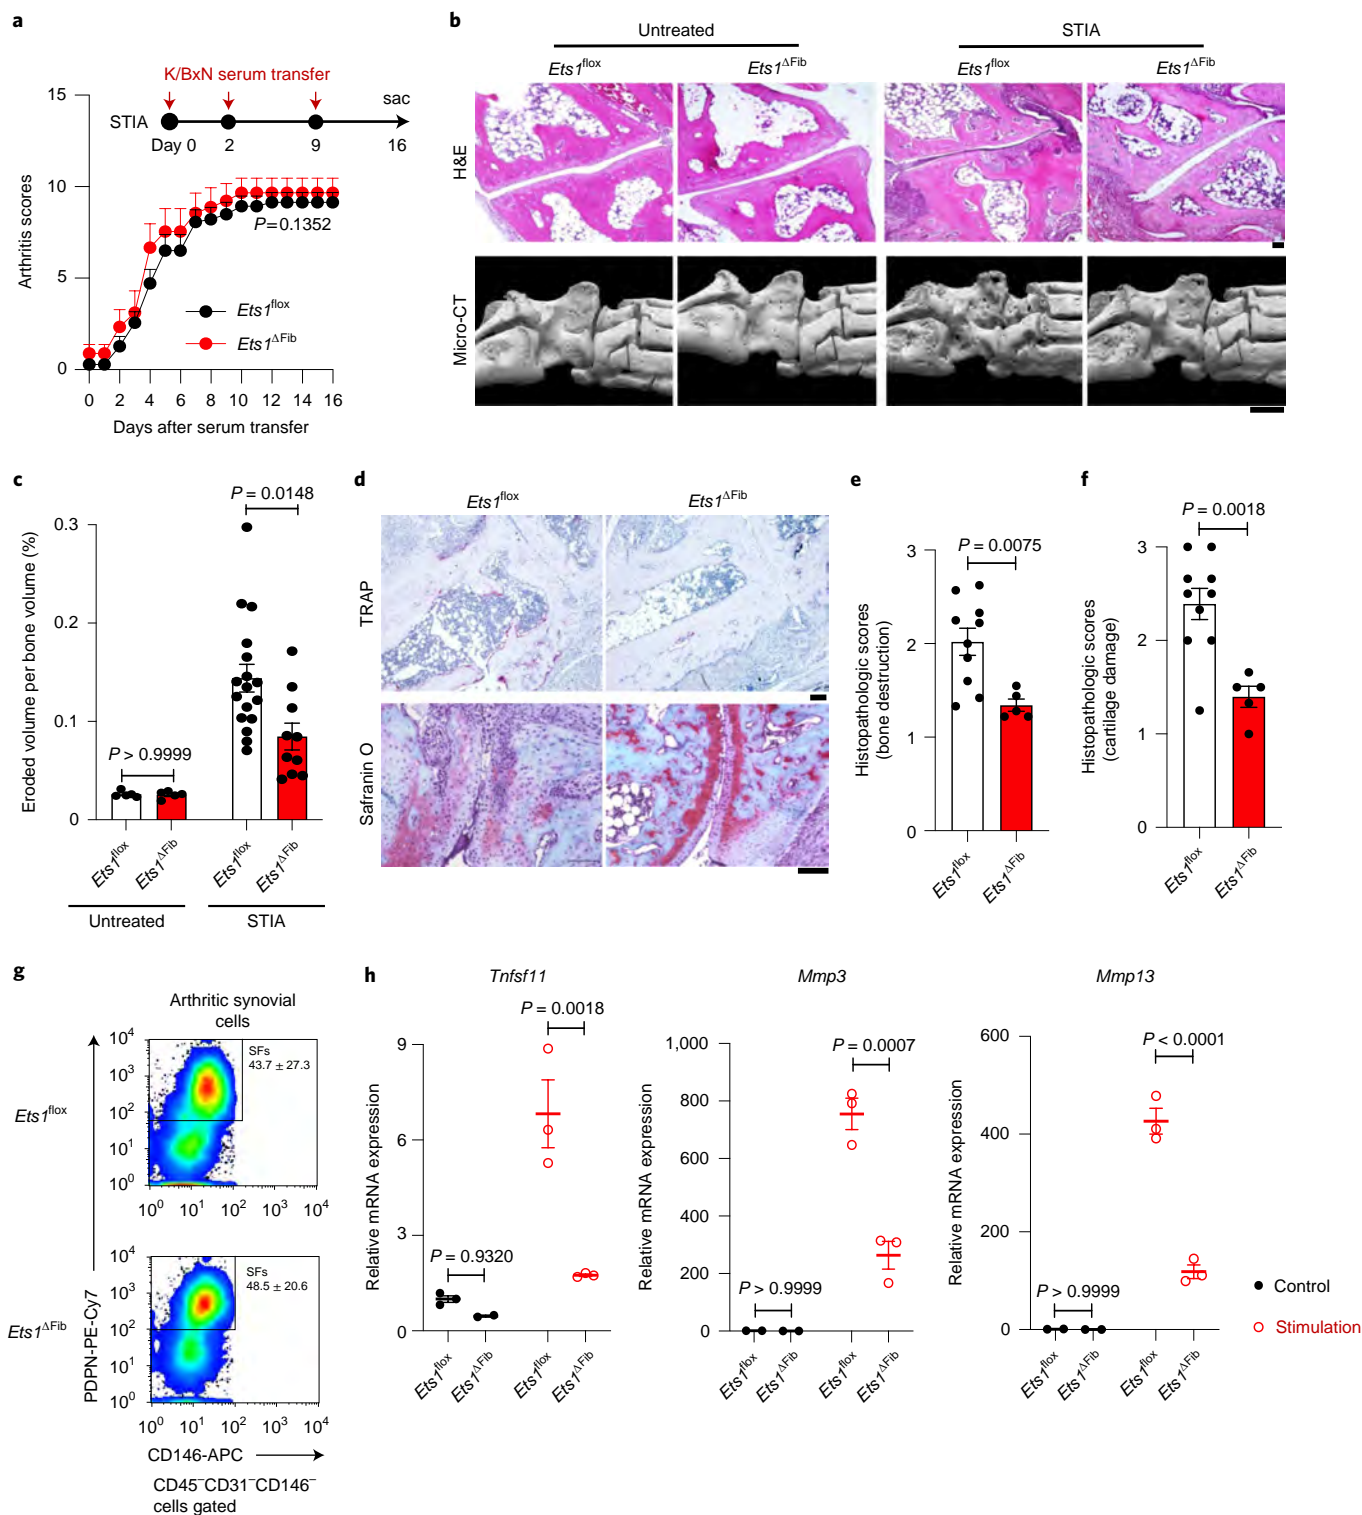 a
K/BxN serum transfer
sac
STIA
Day 0
2
9
16
15
10
5
0
Arthritis scores
P = 0.1352
Ets1flox
Ets1ΔFib
0 2 4 6 8 10 12 14 16
Days after serum transfer
b
Untreated
STIA
Ets1flox
Ets1ΔFib
Ets1flox
Ets1ΔFib
H&E
Micro-CT
c
P = 0.0148
0.3
0.2
0.1
0
Eroded volume per bone volume (%)
P > 0.9999
Ets1flox
Ets1ΔFib
Ets1flox
Ets1ΔFib
Untreated
STIA
d
Ets1flox
Ets1ΔFib
TRAP
Safranin O
e
P = 0.0075
3
2
1
0
Histopathologic scores
(bone destruction)
Ets1flox
Ets1ΔFib
f
P = 0.0018
3
2
1
0
Histopathologic scores
(cartilage damage)
Ets1flox
Ets1ΔFib
g
Arthritic synovial
cells
Ets1flox
10⁴
10³
10²
10¹
10⁰
SFs
43.7 ± 27.3
10⁰ 10¹ 10² 10³ 10⁴
Ets1ΔFib
10⁴
10³
10²
10¹
10⁰
SFs
48.5 ± 20.6
10⁰ 10¹ 10² 10³ 10⁴
PDPN-PE-Cy7
CD146-APC
CD45⁻CD31⁻CD146⁻
cells gated
h
Tnfsf11
P = 0.0018
9
6
3
0
Relative mRNA expression
P = 0.9320
Ets1flox
Ets1ΔFib
Ets1flox
Ets1ΔFib
Mmp3
1,000
800
600
400
200
0
Relative mRNA expression
P = 0.0007
P > 0.9999
Ets1flox
Ets1ΔFib
Ets1flox
Ets1ΔFib
Mmp13
600
400
200
0
Relative mRNA expression
P < 0.0001
P > 0.9999
Ets1flox
Ets1ΔFib
Ets1flox
Ets1ΔFib
Control
Stimulation